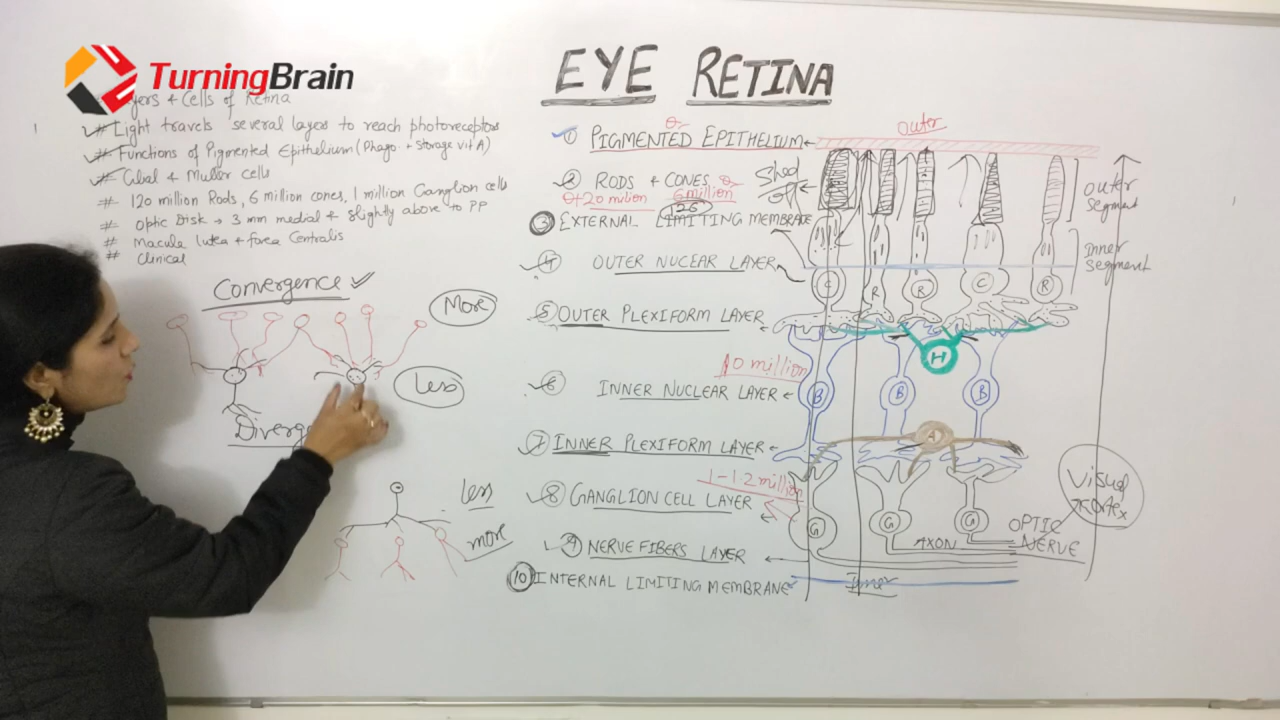 TurningBrain
Cells of Retina
# Light travels several layers to reach photoreceptors
# Functions of Pigmented Epithelium (Phago + Storage vit A)
# Glial + Muller cells
# 120 million Rods, 6 million cones, 1 million Ganglion cells
# Optic Disk → 3 mm medial + slightly above to PP
# Macula lutea + fovea Centralis
# Clinical
Convergence
More
Less
Diverg
less
more
EYE RETINA
① PIGMENTED EPITHELIUM
② RODS + CONES
120 million 6 million
125
③ EXTERNAL LIMITING MEMBRANE
④ OUTER NUCEAR LAYER
⑤ OUTER PLEXIFORM LAYER
10 million
⑥ INNER NUCLEAR LAYER
⑦ INNER PLEXIFORM LAYER
1-1.2 million
⑧ GANGLION CELL LAYER
⑨ NERVE FIBERS LAYER
⑩ INTERNAL LIMITING MEMBRANE
outer
Shed
off
Outer
Segment
Inner
Segment
C R R C R
H
B B B
A
G G G
AXON
OPTIC
NERVE
Visual
Cortex
Inner